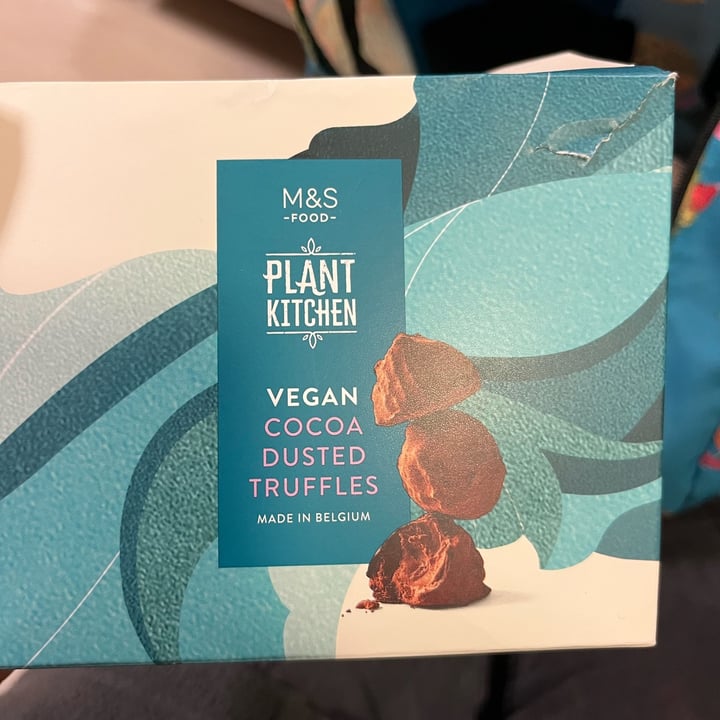 M&S
-FOOD-
PLANT
KITCHEN
VEGAN
COCOA
DUSTED
TRUFFLES
MADE IN BELGIUM